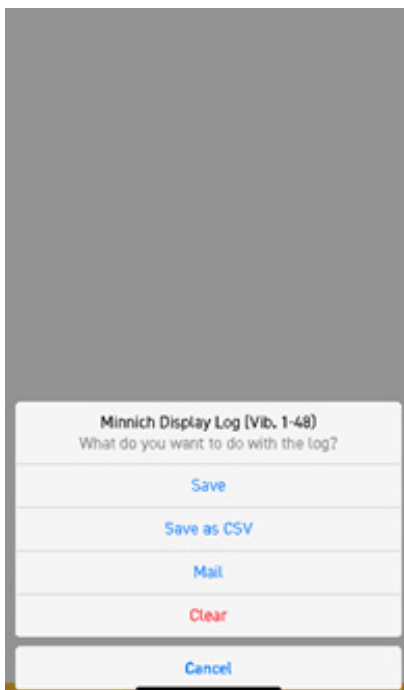 Minnich Display Log (Vib. 1-48)
What do you want to do with the log?
Save
Save as CSV
Mail
Clear
Cancel